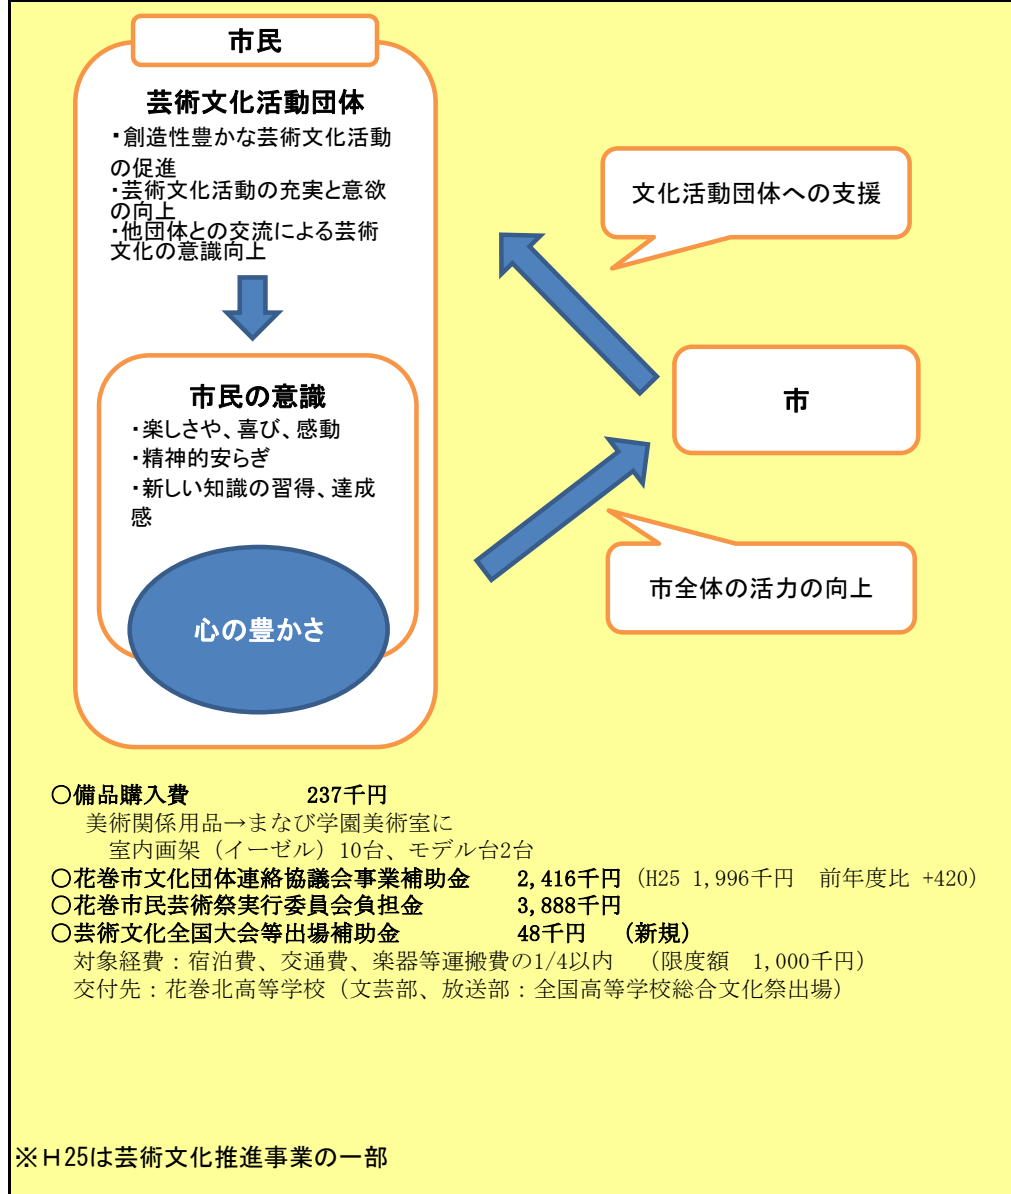 市民
芸術文化活動団体
・創造性豊かな芸術文化活動
の促進
・芸術文化活動の充実と意欲
の向上
・他団体との交流による芸術
文化の意識向上
市民の意識
・楽しさや、喜び、感動
・精神的安らぎ
・新しい知識の習得、達成
感
心の豊かさ
文化活動団体への支援
市
市全体の活力の向上
○備品購入費 237千円
美術関係用品→まなび学園美術室に
室内画架（イーゼル）10台、モデル台2台
○花巻市文化団体連絡協議会事業補助金 2,416千円（H25 1,996千円 前年度比 +420）
○花巻市民芸術祭実行委員会負担金 3,888千円
○芸術文化全国大会等出場補助金 48千円 （新規）
対象経費：宿泊費、交通費、楽器等運搬費の1/4以内 （限度額 1,000千円）
交付先：花巻北高等学校（文芸部、放送部：全国高等学校総合文化祭出場）
※Ｈ25は芸術文化推進事業の一部